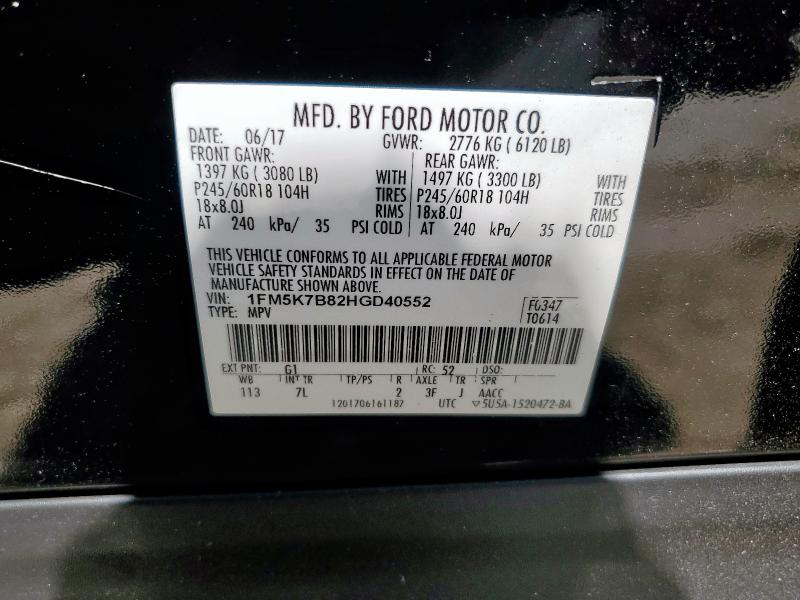 MFD. BY FORD MOTOR CO.
DATE: 06/17 GVWR: 2776 KG ( 6120 LB)
FRONT GAWR: REAR GAWR:
1397 KG ( 3080 LB) WITH 1497 KG ( 3300 LB) WITH
P245/60R18 104H TIRES P245/60R18 104H TIRES
18x8.0J RIMS 18x8.0J RIMS
AT 240 kPa/ 35 PSI COLD AT 240 kPa/ 35 PSI COLD
THIS VEHICLE CONFORMS TO ALL APPLICABLE FEDERAL MOTOR
VEHICLE SAFETY STANDARDS IN EFFECT ON THE DATE OF
MANUFACTURE SHOWN ABOVE.
VIN: 1FM5K7B82HGD40552 F0347
TYPE: MPV T0614
EXT PNT: G1 RC: 52 DSO:
WB INT TR TP/PS R AXLE TR SPR
113 7L 2 3F J AACC
1201706161187 UTC ▽5U5A-1520472-BA